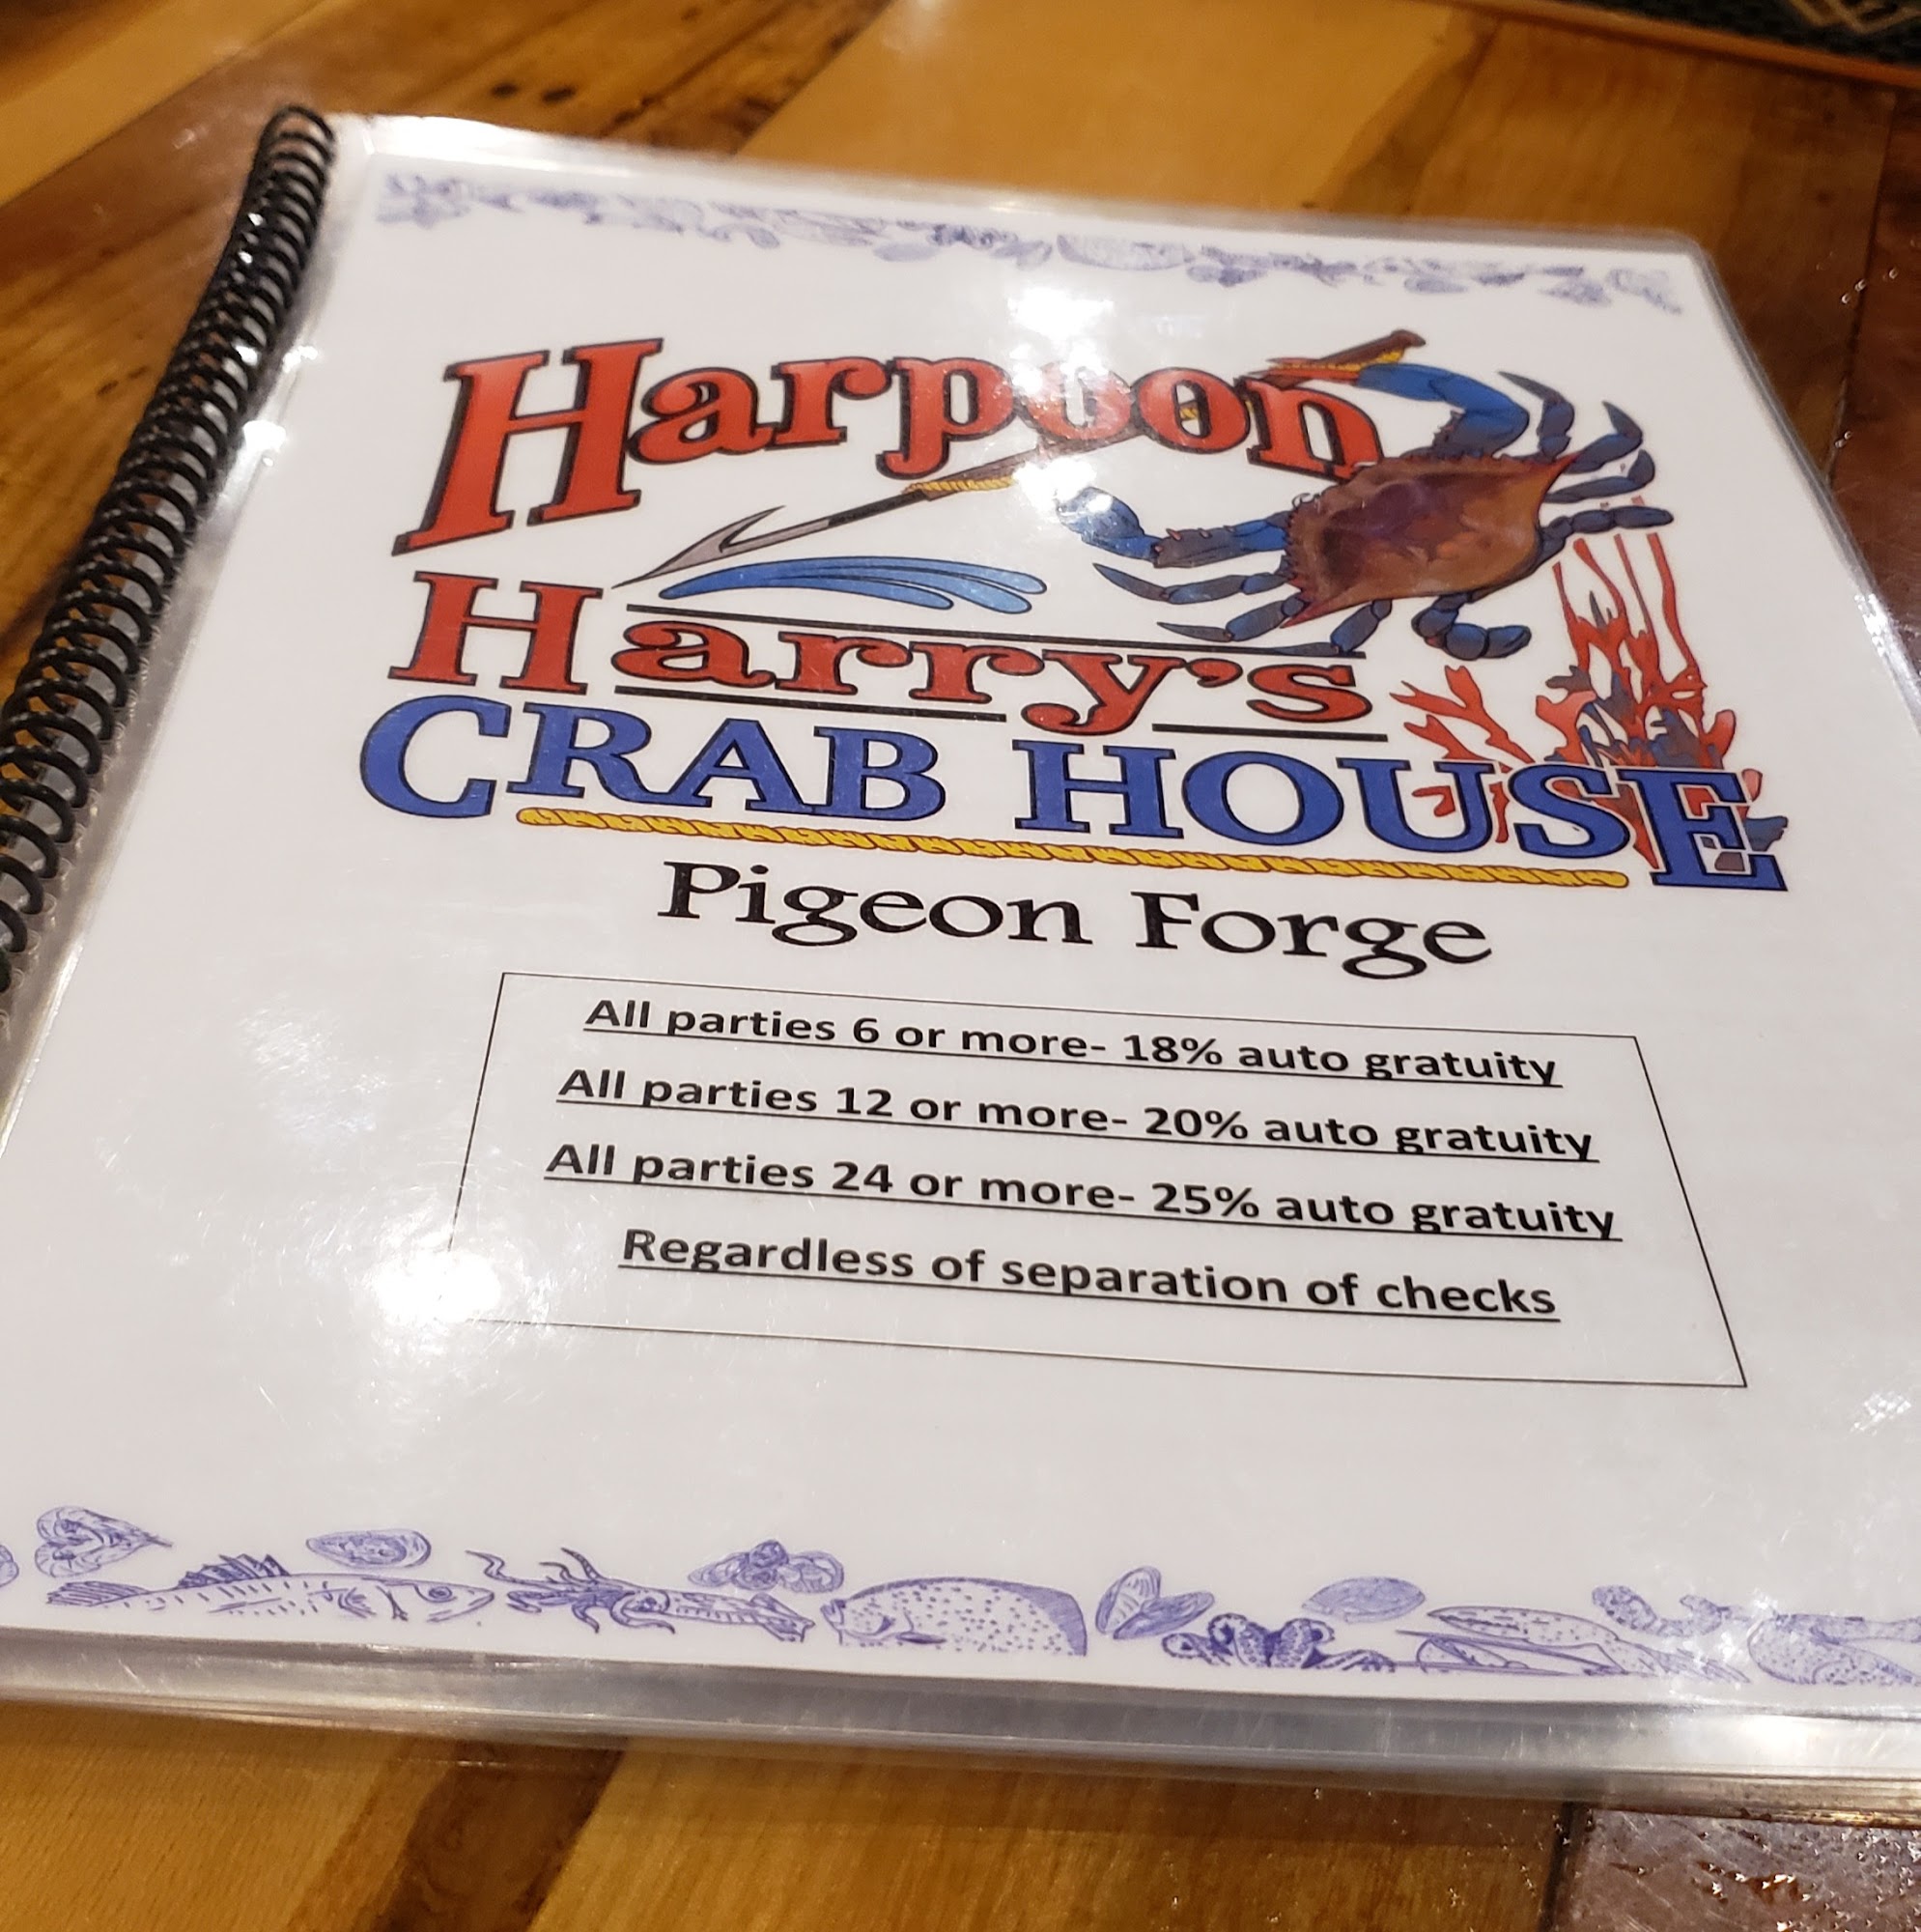 Harpoon
Harry's
CRAB HOUSE
Pigeon Forge
All parties 6 or more- 18% auto gratuity
All parties 12 or more- 20% auto gratuity
All parties 24 or more- 25% auto gratuity
Regardless of separation of checks